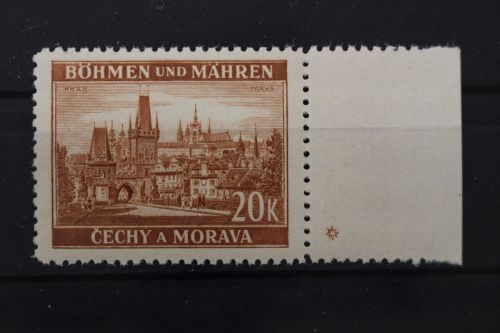 BÖHMEN UND MÄHREN
PRAG PRAHA
20K
ČECHY A MORAVA